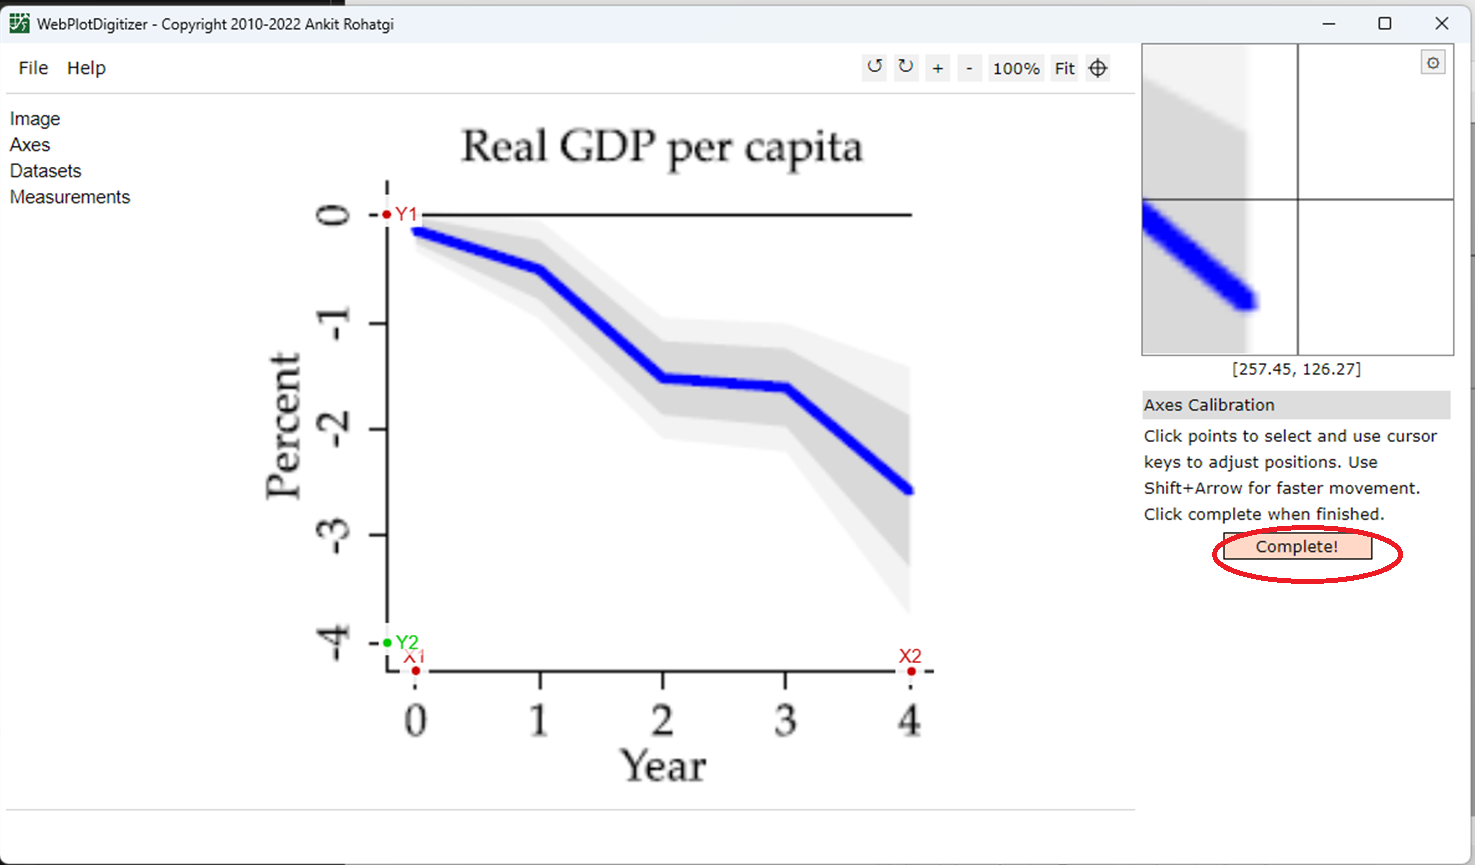 WebPlotDigitizer - Copyright 2010-2022 Ankit Rohatgi
File Help
+ - 100% Fit
Image
Axes
Datasets
Measurements
Real GDP per capita
0
-1
-2
-3
-4
Percent
Y1
Y2
X1
X2
0 1 2 3 4
Year
[257.45, 126.27]
Axes Calibration
Click points to select and use cursor
keys to adjust positions. Use
Shift+Arrow for faster movement.
Click complete when finished.
Complete!